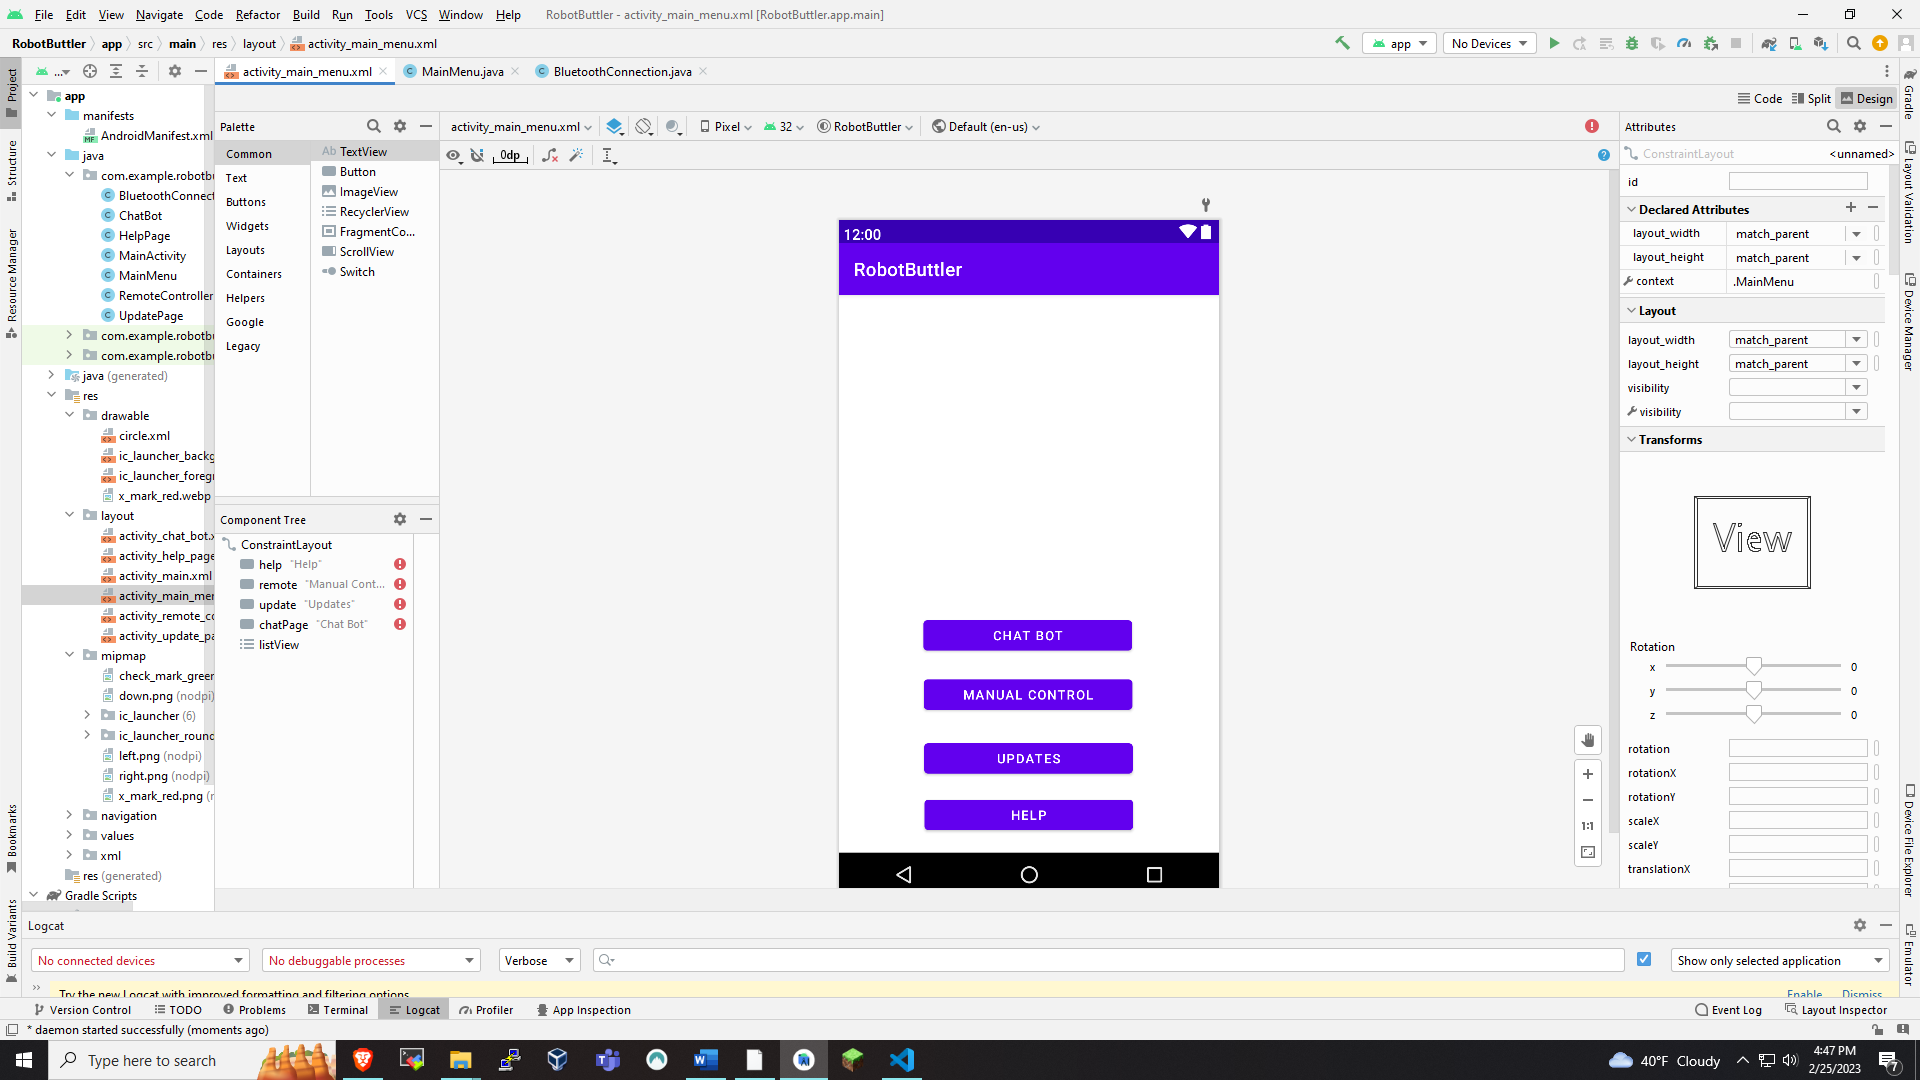 File Edit View Navigate Code Refactor Build Run Tools VCS Window Help RobotButtler - activity_main_menu.xml [RobotButtler.app.main]
RobotButtler app src main res layout activity_main_menu.xml
app No Devices
Project
Structure
Resource Manager
Bookmarks
Build Variants
app
manifests
AndroidManifest.xml
java
com.example.robotbu
BluetoothConnect
ChatBot
HelpPage
MainActivity
MainMenu
RemoteController
UpdatePage
com.example.robotbu
com.example.robotbu
java (generated)
res
drawable
circle.xml
ic_launcher_backg
ic_launcher_foregr
x_mark_red.webp
layout
activity_chat_bot.x
activity_help_page
activity_main.xml
activity_main_men
activity_remote_co
activity_update_pa
mipmap
check_mark_green
down.png (nodpi)
ic_launcher (6)
ic_launcher_round
left.png (nodpi)
right.png (nodpi)
x_mark_red.png (n
navigation
values
xml
res (generated)
Gradle Scripts
activity_main_menu.xml MainMenu.java BluetoothConnection.java
Code Split Design
Palette
Common
Text
Buttons
Widgets
Layouts
Containers
Helpers
Google
Legacy
Ab TextView
Button
ImageView
RecyclerView
FragmentCo...
ScrollView
Switch
Component Tree
ConstraintLayout
help "Help"
remote "Manual Cont...
update "Updates"
chatPage "Chat Bot"
listView
activity_main_menu.xml Pixel 32 RobotButtler Default (en-us)
0dp
12:00
RobotButtler
CHAT BOT
MANUAL CONTROL
UPDATES
HELP
1:1
Attributes
ConstraintLayout <unnamed>
id
Declared Attributes
layout_width match_parent
layout_height match_parent
context .MainMenu
Layout
layout_width match_parent
layout_height match_parent
visibility
visibility
Transforms
View
Rotation
x 0
y 0
z 0
rotation
rotationX
rotationY
scaleX
scaleY
translationX
Gradle
Layout Validation
Device Manager
Device File Explorer
Emulator
Logcat
No connected devices No debuggable processes Verbose Show only selected application
Try the new Logcat with improved formatting and filtering options Enable Dismiss
Version Control TODO Problems Terminal Logcat Profiler App Inspection Event Log Layout Inspector
* daemon started successfully (moments ago)
Type here to search
40°F Cloudy
4:47 PM
2/25/2023
7